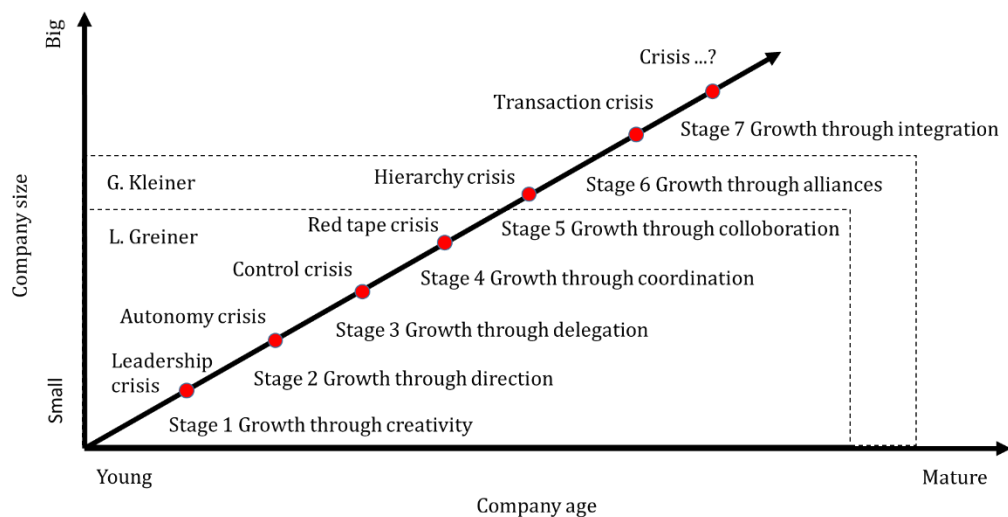 Big
Crisis ...?
Transaction crisis
Stage 7 Growth through integration
G. Kleiner
Hierarchy crisis
Stage 6 Growth through alliances
Company size
L. Greiner
Red tape crisis
Stage 5 Growth through colloboration
Control crisis
Stage 4 Growth through coordination
Autonomy crisis
Stage 3 Growth through delegation
Leadership
crisis
Stage 2 Growth through direction
Small
Stage 1 Growth through creativity
Young
Mature
Company age